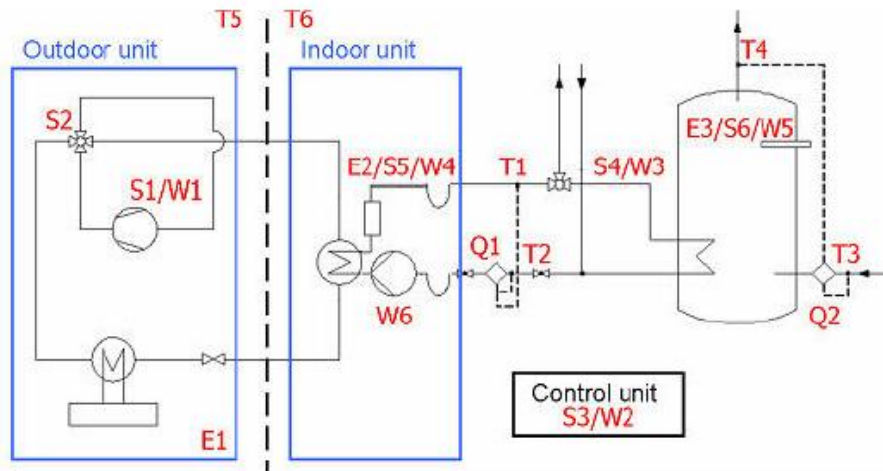 T5 T6
Outdoor unit
Indoor unit
T4
S2
E3/S6/W5
S1/W1
E2/S5/W4
T1
S4/W3
Q1
T2
T3
W6
Q2
Control unit
S3/W2
E1